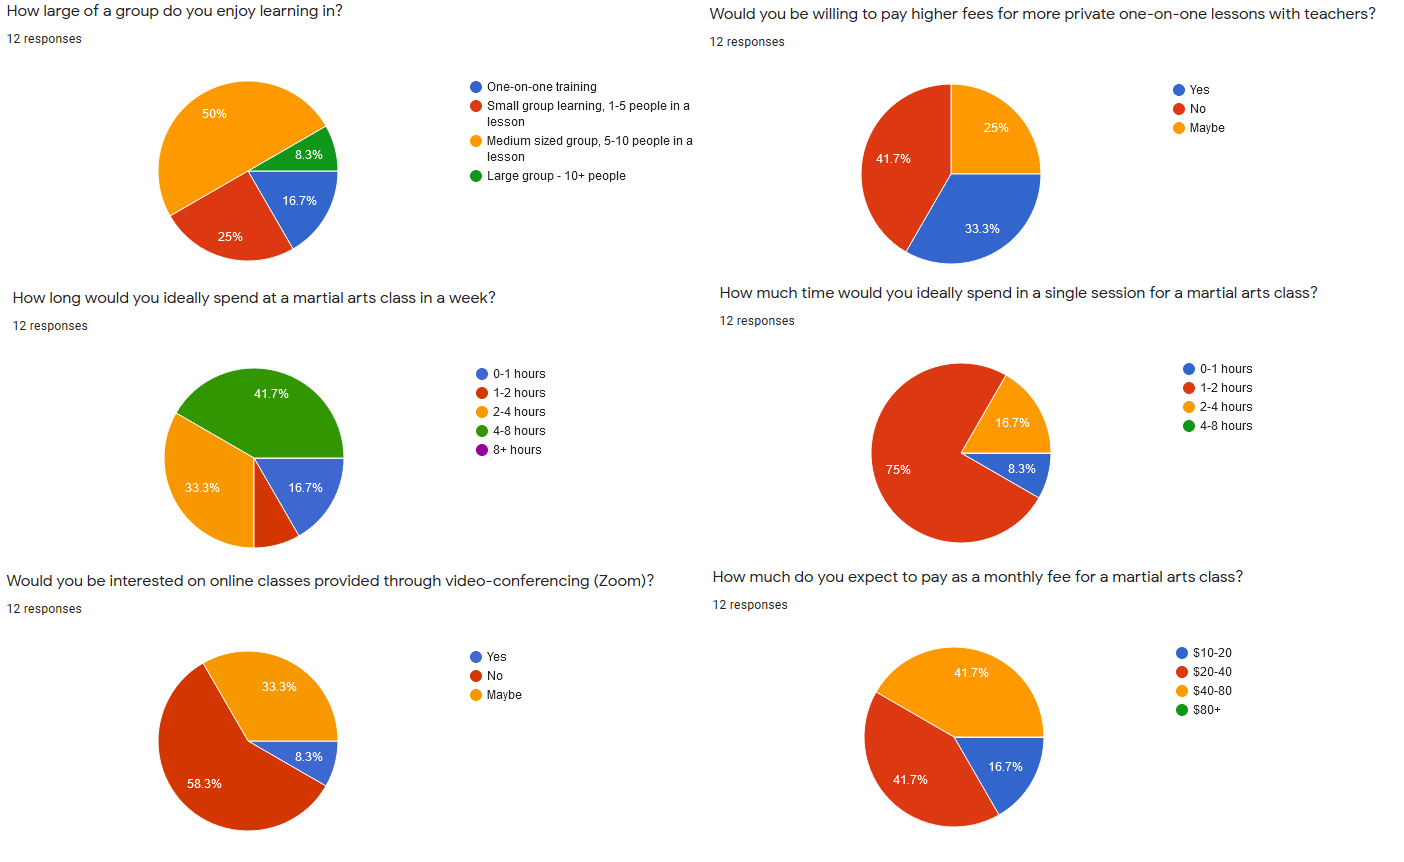 How large of a group do you enjoy learning in?
12 responses
50%
8.3%
16.7%
25%
One-on-one training
Small group learning, 1-5 people in a
lesson
Medium sized group, 5-10 people in a
lesson
Large group - 10+ people
Would you be willing to pay higher fees for more private one-on-one lessons with teachers?
12 responses
25%
41.7%
33.3%
Yes
No
Maybe
How long would you ideally spend at a martial arts class in a week?
12 responses
41.7%
33.3%
16.7%
0-1 hours
1-2 hours
2-4 hours
4-8 hours
8+ hours
How much time would you ideally spend in a single session for a martial arts class?
12 responses
16.7%
75%
8.3%
0-1 hours
1-2 hours
2-4 hours
4-8 hours
Would you be interested on online classes provided through video-conferencing (Zoom)?
12 responses
33.3%
8.3%
58.3%
Yes
No
Maybe
How much do you expect to pay as a monthly fee for a martial arts class?
12 responses
41.7%
16.7%
41.7%
$10-20
$20-40
$40-80
$80+